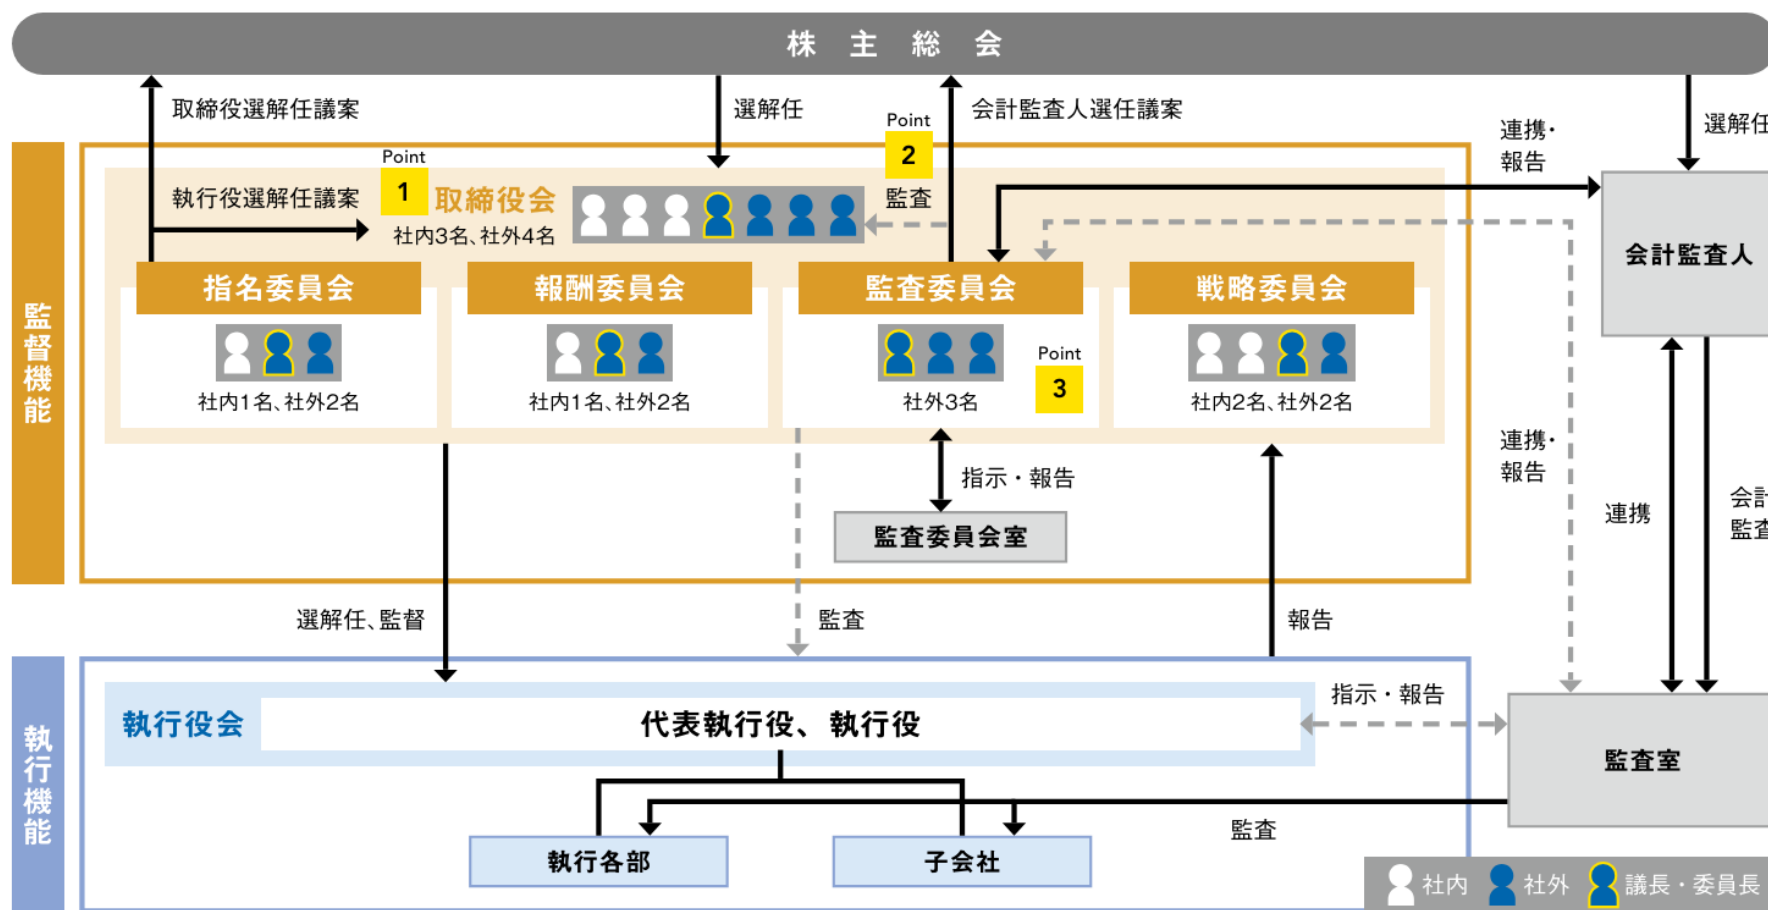 株主総会
取締役選解任議案
選解任
会計監査人選任議案
選解任
連携・
報告
Point
1
Point
2
執行役選解任議案
取締役会
社内3名、社外4名
監査
会計監査人
監督機能
指名委員会
報酬委員会
監査委員会
戦略委員会
社内1名、社外2名
社内1名、社外2名
社外3名
Point
3
社内2名、社外2名
指示・報告
監査委員会室
連携・
報告
連携
会計
監査
選解任、監督
監査
報告
執行機能
執行役会
代表執行役、執行役
指示・報告
監査室
監査
執行各部
子会社
社内
社外
議長・委員長